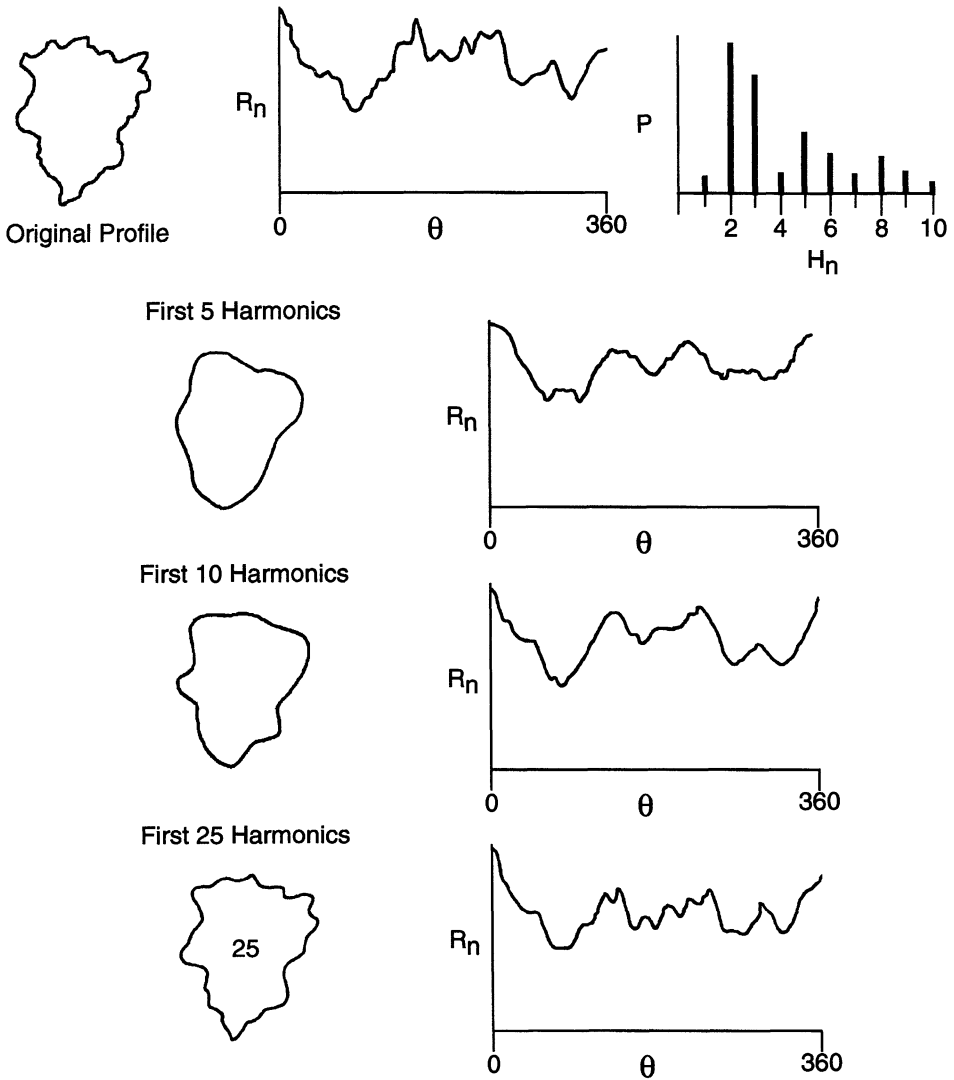 Rn
0 θ 360
Original Profile
P
2 4 6 8 10
Hn
First 5 Harmonics
Rn
0 θ 360
First 10 Harmonics
Rn
0 θ 360
First 25 Harmonics
25
Rn
0 θ 360